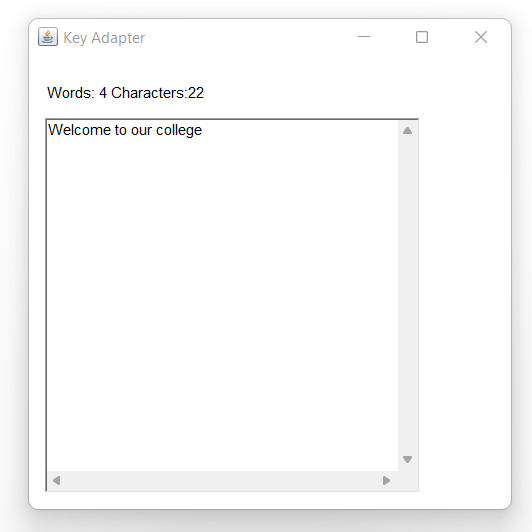 Key Adapter
Words: 4 Characters:22
Welcome to our college